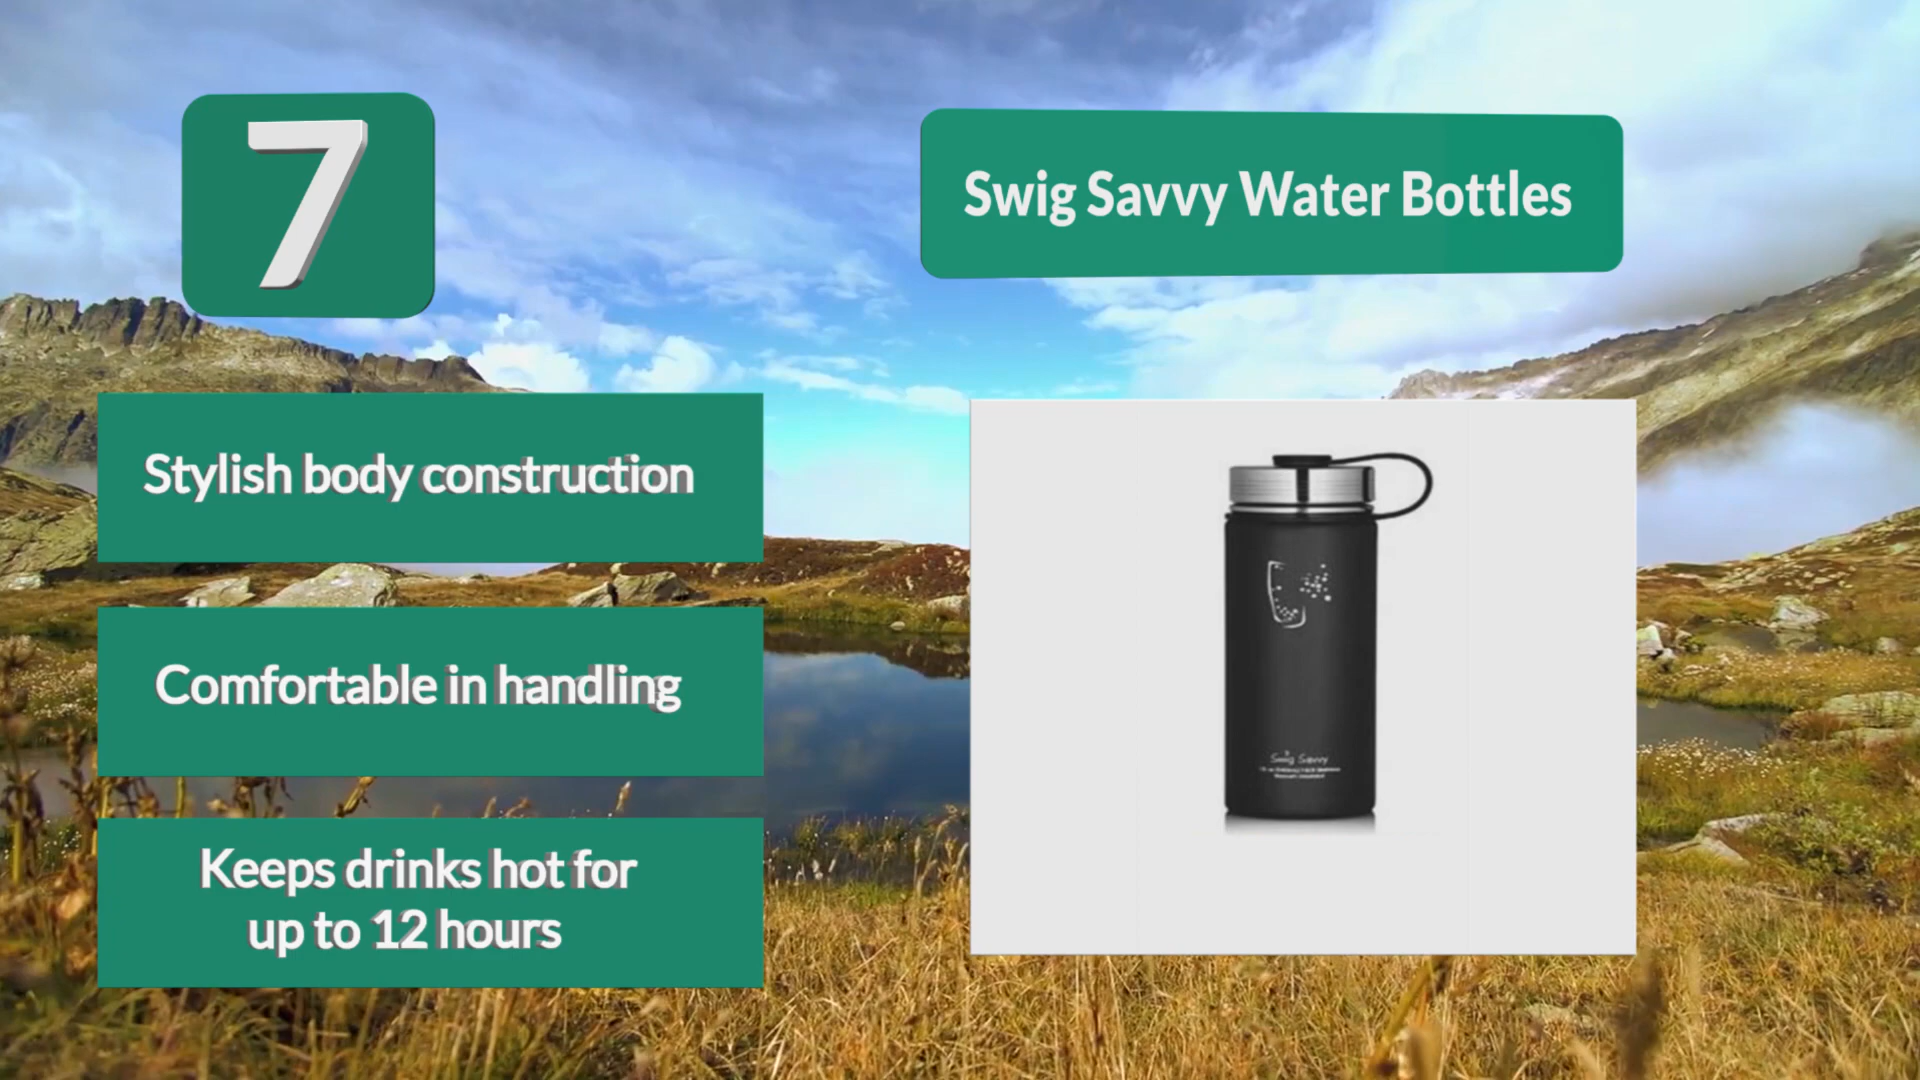 7
Swig Savvy Water Bottles
Stylish body construction
Comfortable in handling
Keeps drinks hot for
up to 12 hours
Swig Savvy